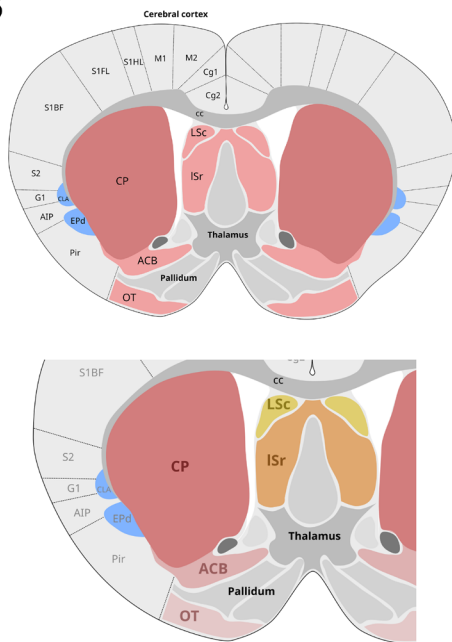 Cerebral cortex
M2
M1
S1HL
S1FL
Cg1
Cg2
S1BF
cc
LSc
S2
CP
lSr
G1
CLA
AIP
EPd
Thalamus
Pir
ACB
Pallidum
OT
Cg2
S1BF
cc
LSc
S2
CP
lSr
G1
CLA
AIP
EPd
Thalamus
Pir
ACB
Pallidum
OT